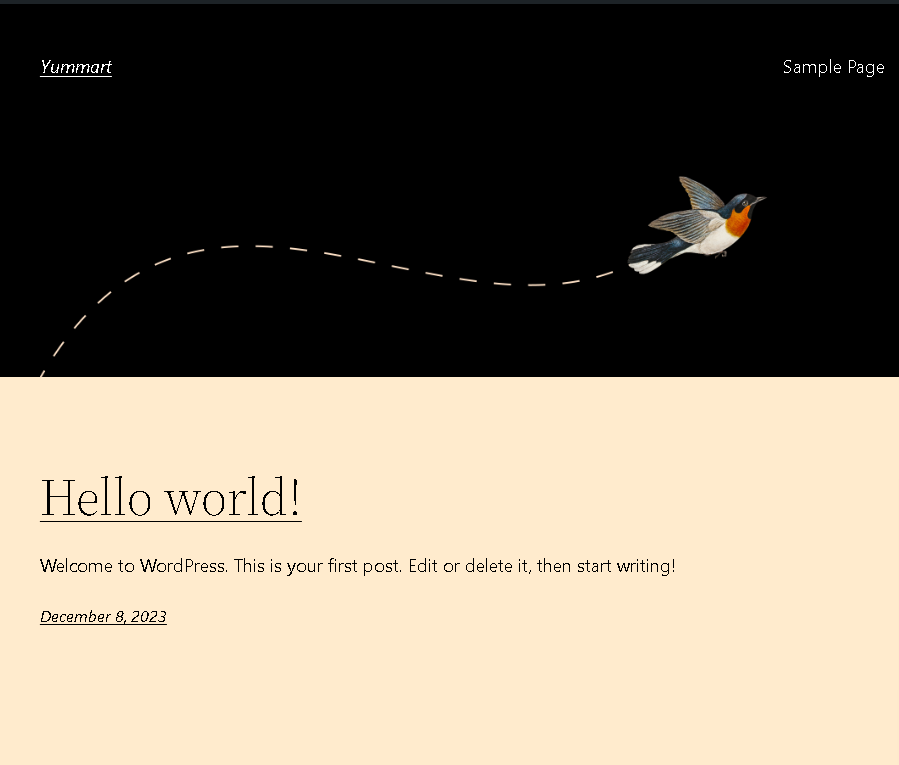 Yummart
Sample Page
Hello world!
Welcome to WordPress. This is your first post. Edit or delete it, then start writing!
December 8, 2023